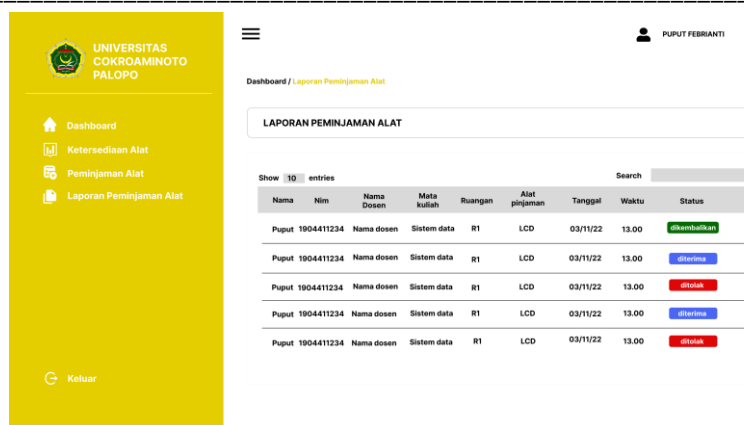 UNIVERSITAS
COKROAMINOTO
PALOPO
Dashboard
Ketersediaan Alat
Peminjaman Alat
Laporan Peminjaman Alat
Keluar
PUPUT FEBRIANTI
Dashboard / Laporan Peminjaman Alat
LAPORAN PEMINJAMAN ALAT
Show 10 entries Search
Nama Nim Nama Dosen Mata kuliah Ruangan Alat pinjaman Tanggal Waktu Status
Puput 1904411234 Nama dosen Sistem data R1 LCD 03/11/22 13.00 dikembalikan
Puput 1904411234 Nama dosen Sistem data R1 LCD 03/11/22 13.00 diterima
Puput 1904411234 Nama dosen Sistem data R1 LCD 03/11/22 13.00 ditolak
Puput 1904411234 Nama dosen Sistem data R1 LCD 03/11/22 13.00 diterima
Puput 1904411234 Nama dosen Sistem data R1 LCD 03/11/22 13.00 ditolak